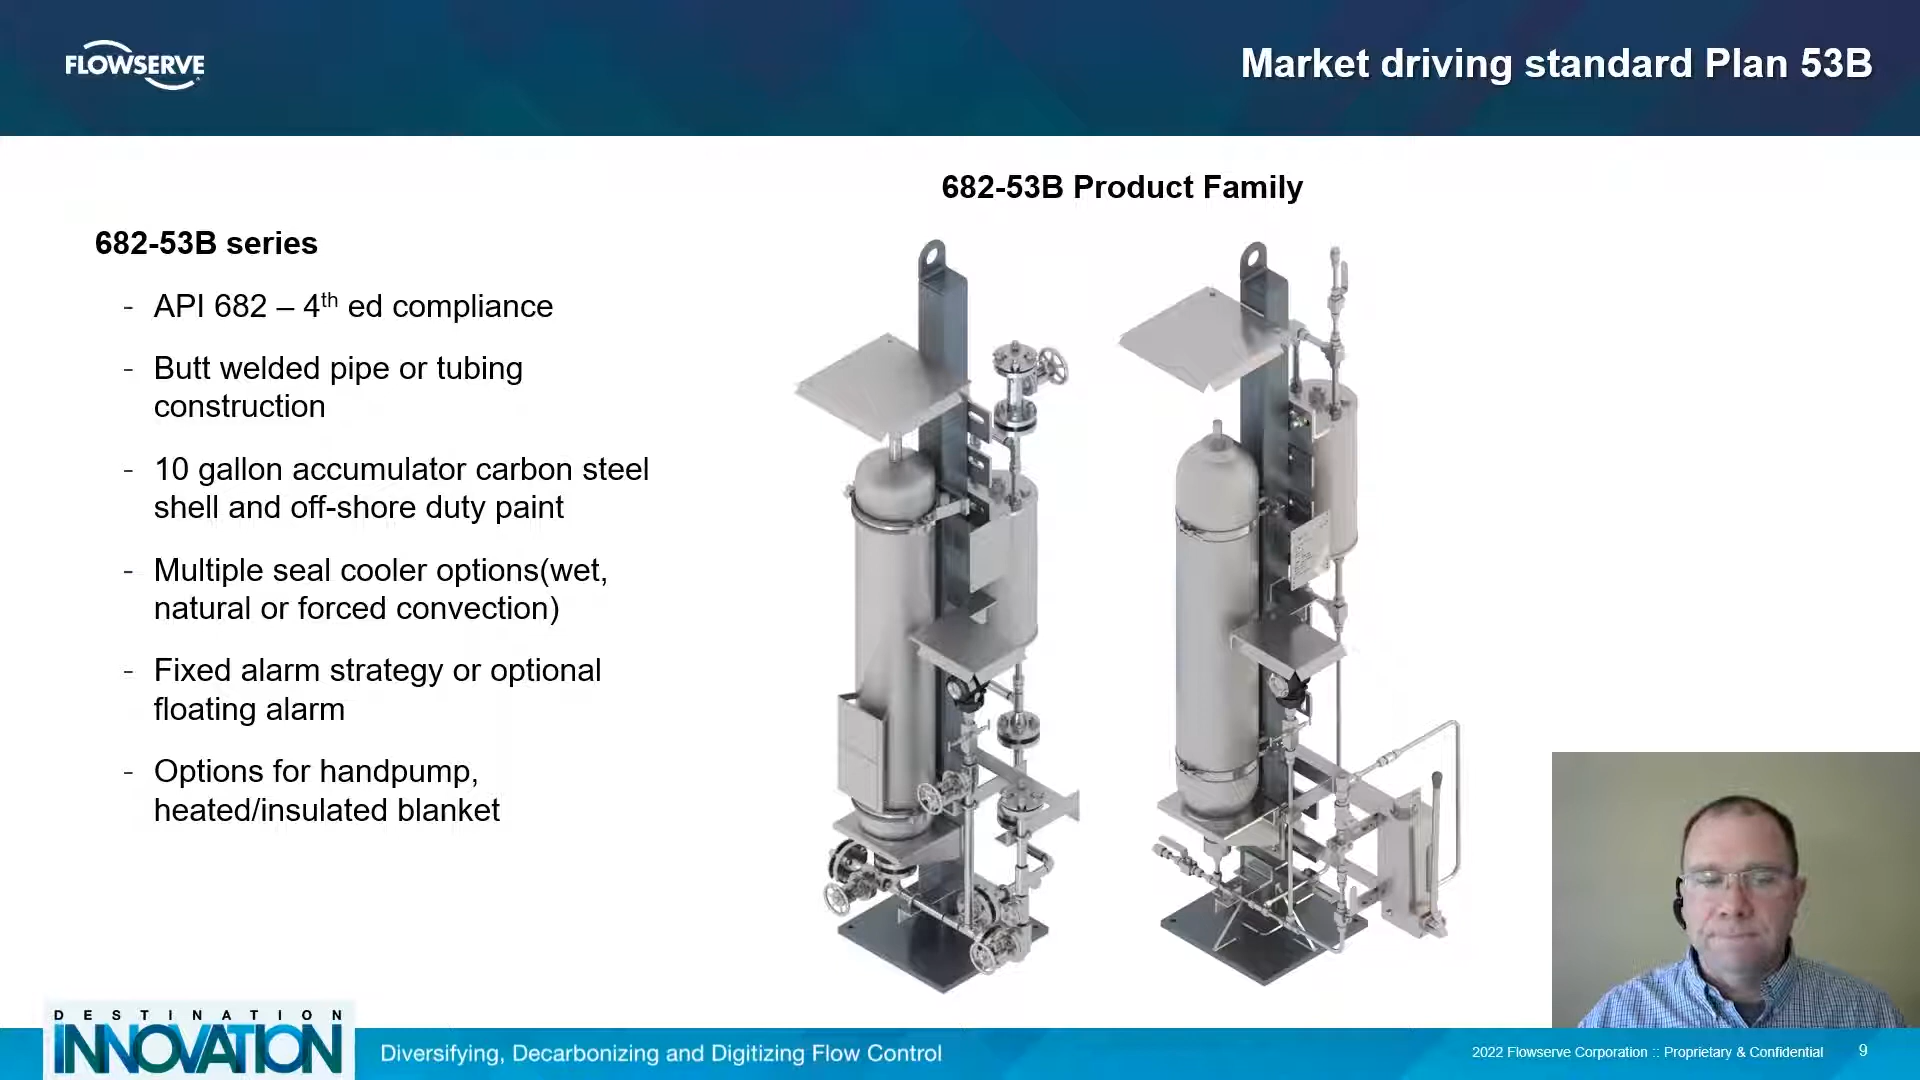 FLOWSERVE
Market driving standard Plan 53B
682-53B Product Family
682-53B series
- API 682 – 4th ed compliance
- Butt welded pipe or tubing
construction
- 10 gallon accumulator carbon steel
shell and off-shore duty paint
- Multiple seal cooler options(wet,
natural or forced convection)
- Fixed alarm strategy or optional
floating alarm
- Options for handpump,
heated/insulated blanket
DESTINATION
INNOVATION
Diversifying, Decarbonizing and Digitizing Flow Control
2022 Flowserve Corporation :: Proprietary & Confidential
9